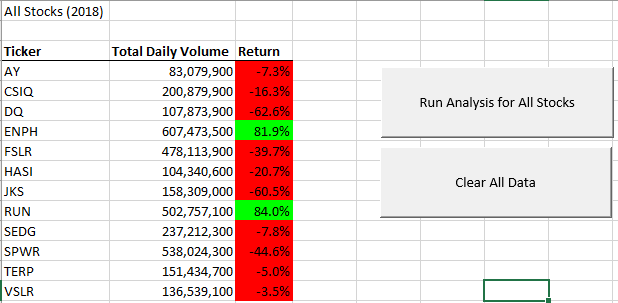 All Stocks (2018)
Ticker Total Daily Volume Return
AY 83,079,900 -7.3%
CSIQ 200,879,900 -16.3%
DQ 107,873,900 -62.6%
ENPH 607,473,500 81.9%
FSLR 478,113,900 -39.7%
HASI 104,340,600 -20.7%
JKS 158,309,000 -60.5%
RUN 502,757,100 84.0%
SEDG 237,212,300 -7.8%
SPWR 538,024,300 -44.6%
TERP 151,434,700 -5.0%
VSLR 136,539,100 -3.5%
Run Analysis for All Stocks
Clear All Data